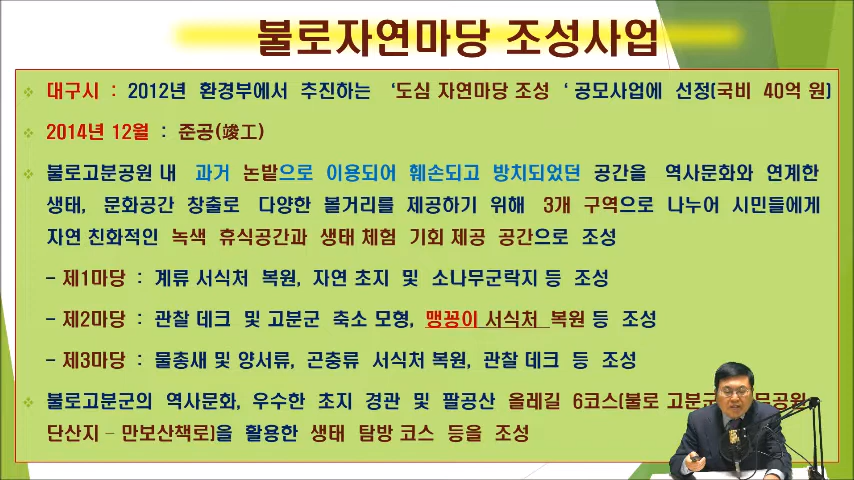 불로자연마당 조성사업
❖ 대구시 : 2012년 환경부에서 추진하는 ‘도심 자연마당 조성 ‘ 공모사업에 선정(국비 40억 원)
❖ 2014년 12월 : 준공(竣工)
❖ 불로고분공원 내 과거 논밭으로 이용되어 훼손되고 방치되었던 공간을 역사문화와 연계한
생태, 문화공간 창출로 다양한 볼거리를 제공하기 위해 3개 구역으로 나누어 시민들에게
자연 친화적인 녹색 휴식공간과 생태 체험 기회 제공 공간으로 조성
- 제1마당 : 계류 서식처 복원, 자연 초지 및 소나무군락지 등 조성
- 제2마당 : 관찰 데크 및 고분군 축소 모형, 맹꽁이 서식처 복원 등 조성
- 제3마당 : 물총새 및 양서류, 곤충류 서식처 복원, 관찰 데크 등 조성
❖ 불로고분군의 역사문화, 우수한 초지 경관 및 팔공산 올레길 6코스(불로 고분군 공원,
단산지 – 만보산책로)을 활용한 생태 탐방 코스 등을 조성